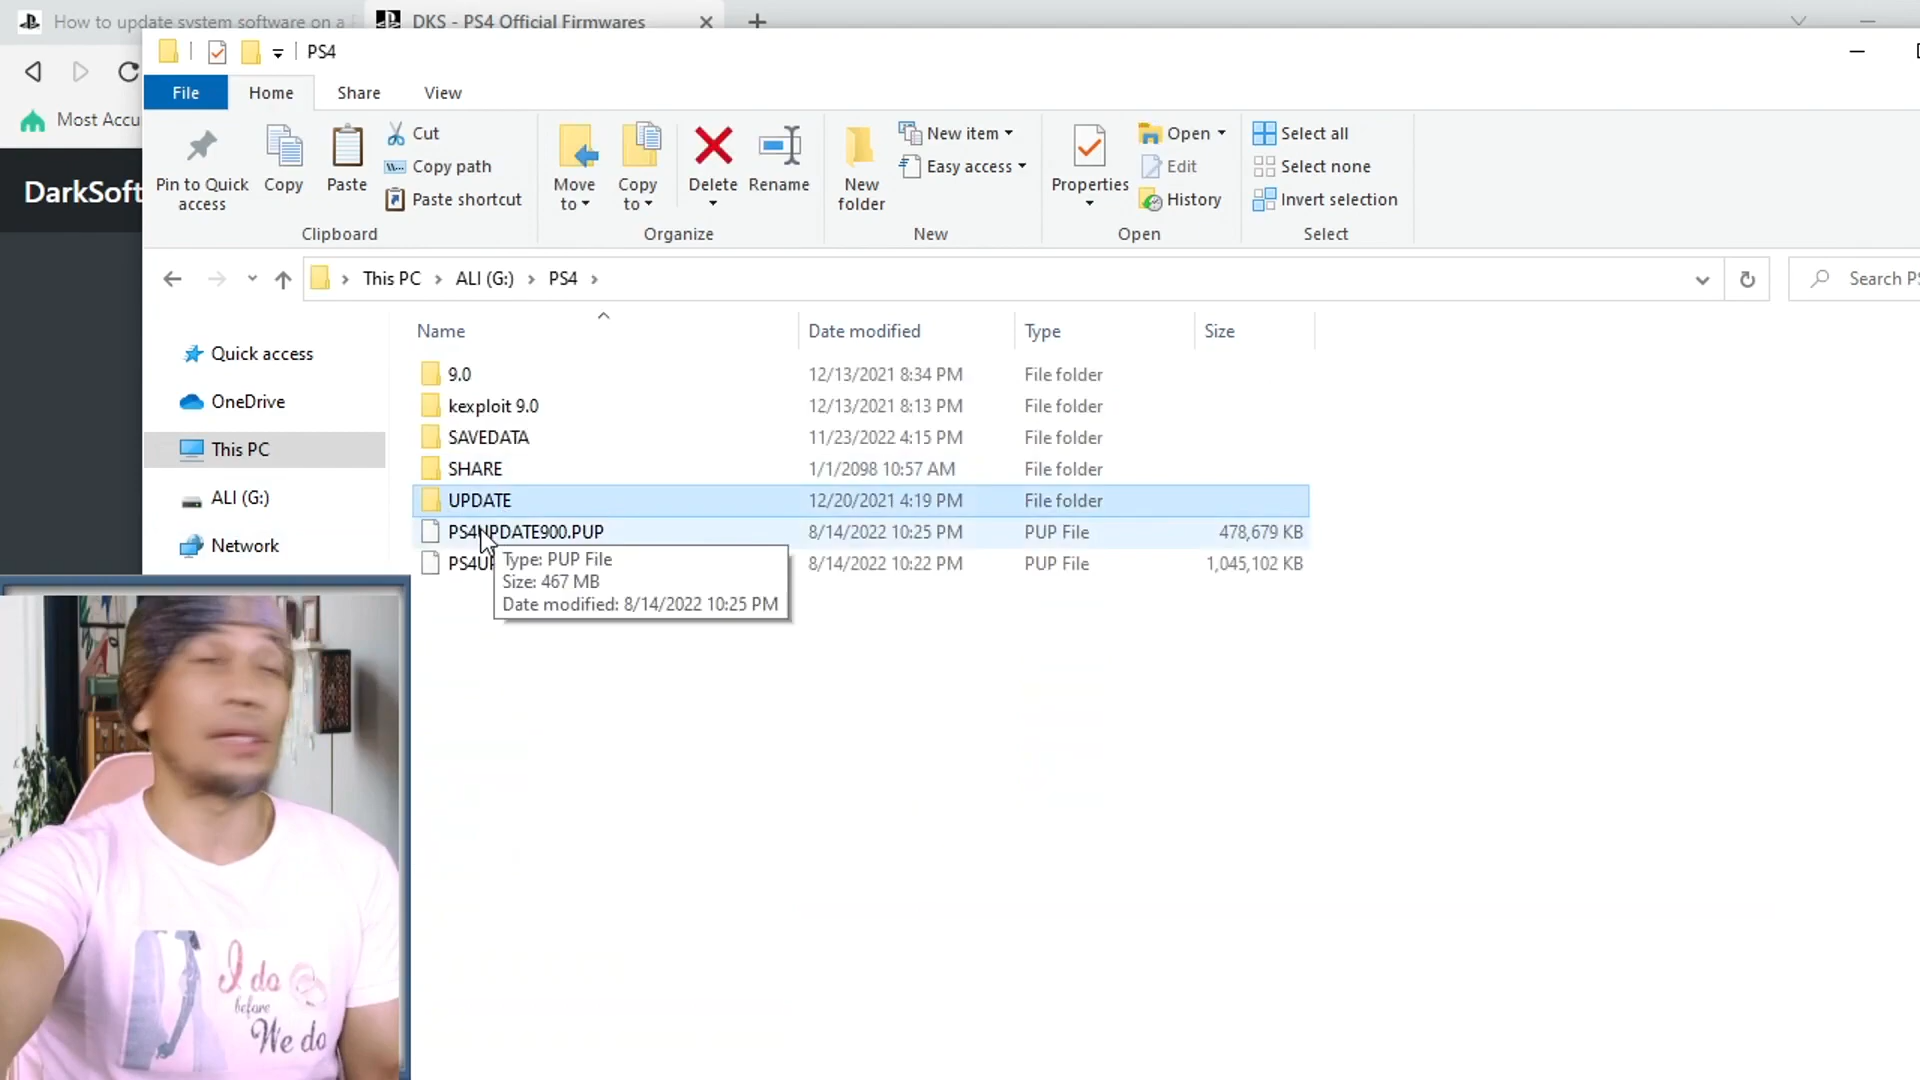 How to update system software on a
DKS - PS4 Official Firmwares
PS4
File
Home
Share
View
Most Accu
DarkSoft
Pin to Quick
access
Copy
Paste
Cut
Copy path
Paste shortcut
Clipboard
Move
to
Copy
to
Delete
Rename
Organize
New
folder
New item
Easy access
New
Properties
Open
Edit
History
Open
Select all
Select none
Invert selection
Select
This PC
ALI (G:)
PS4
Search PS
Name
Date modified
Type
Size
Quick access
OneDrive
This PC
ALI (G:)
Network
9.0 12/13/2021 8:34 PM File folder
kexploit 9.0 12/13/2021 8:13 PM File folder
SAVEDATA 11/23/2022 4:15 PM File folder
SHARE 1/1/2098 10:57 AM File folder
UPDATE 12/20/2021 4:19 PM File folder
PS4UPDATE900.PUP 8/14/2022 10:25 PM PUP File 478,679 KB
PS4UP 8/14/2022 10:22 PM PUP File 1,045,102 KB
Type: PUP File
Size: 467 MB
Date modified: 8/14/2022 10:25 PM
I do
before
We do